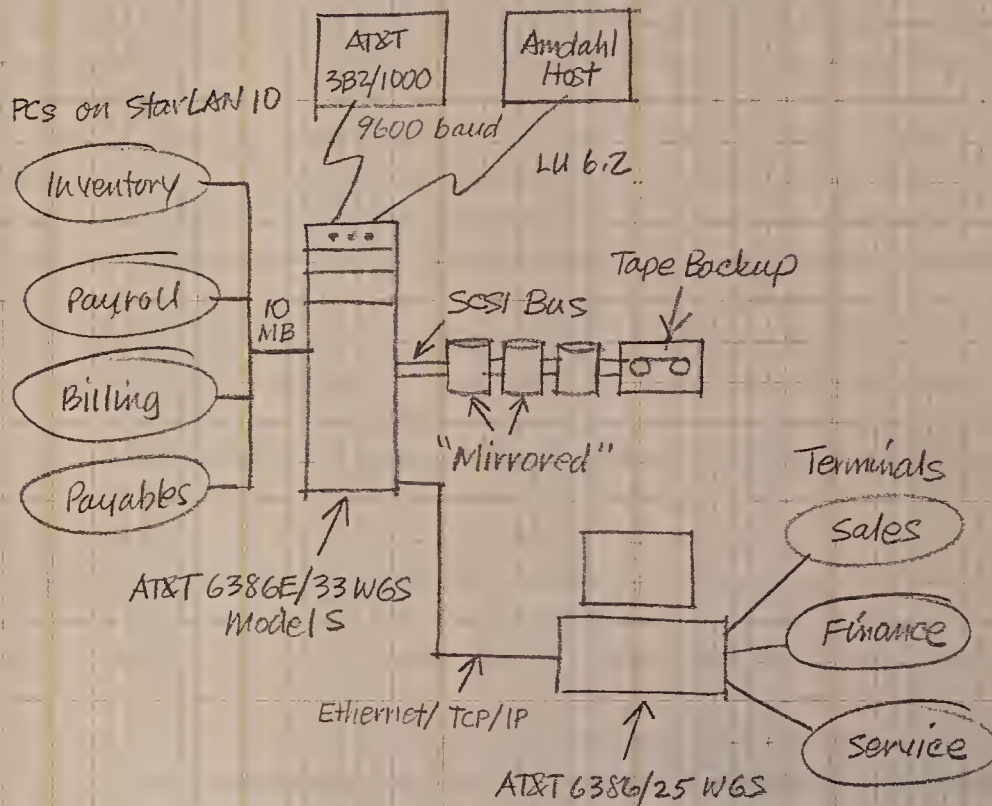 AT&T
3B2/1000
Amdahl
Host
PCs on StarLAN 10
9600 baud
LU 6.2
Inventory
Payroll
Billing
Payables
10
MB
SCSI Bus
Tape Backup
"Mirrored"
Terminals
Sales
Finance
Service
AT&T 6386E/33 WGS
Model S
Ethernet/TCP/IP
AT&T 6386/25 WGS